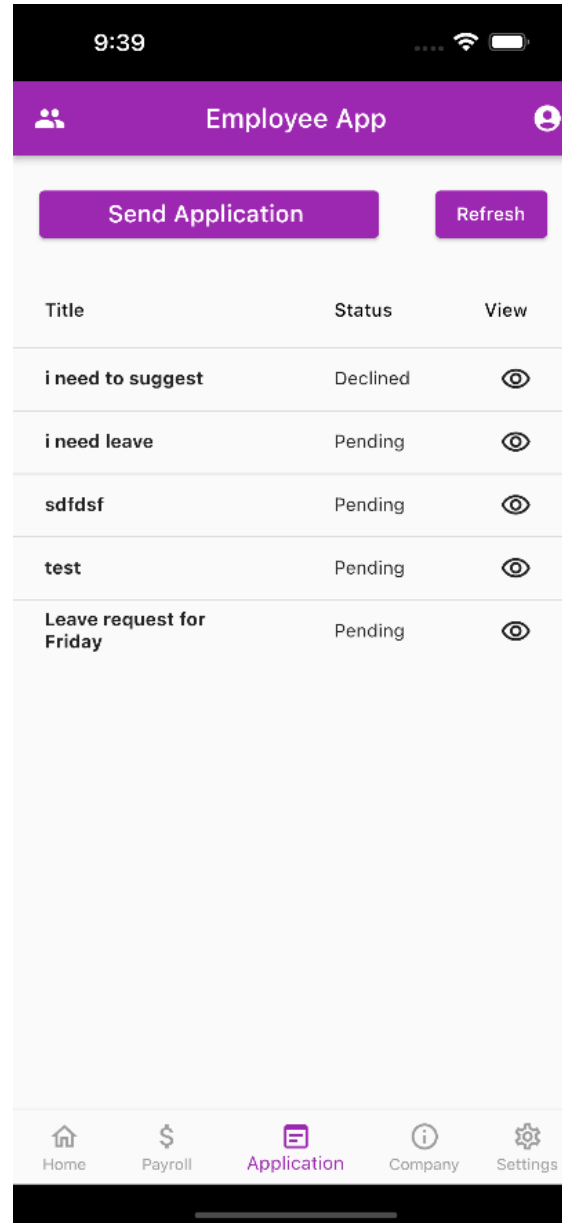 9:39
Employee App
Send Application
Refresh
Title Status View
i need to suggest Declined
i need leave Pending
sdfdsf Pending
test Pending
Leave request for
Friday Pending
Home Payroll Application Company Settings